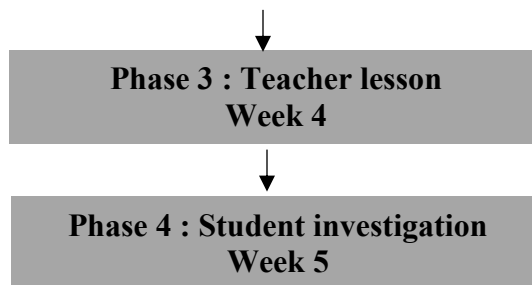 Phase 3 : Teacher lesson
Week 4
Phase 4 : Student investigation
Week 5